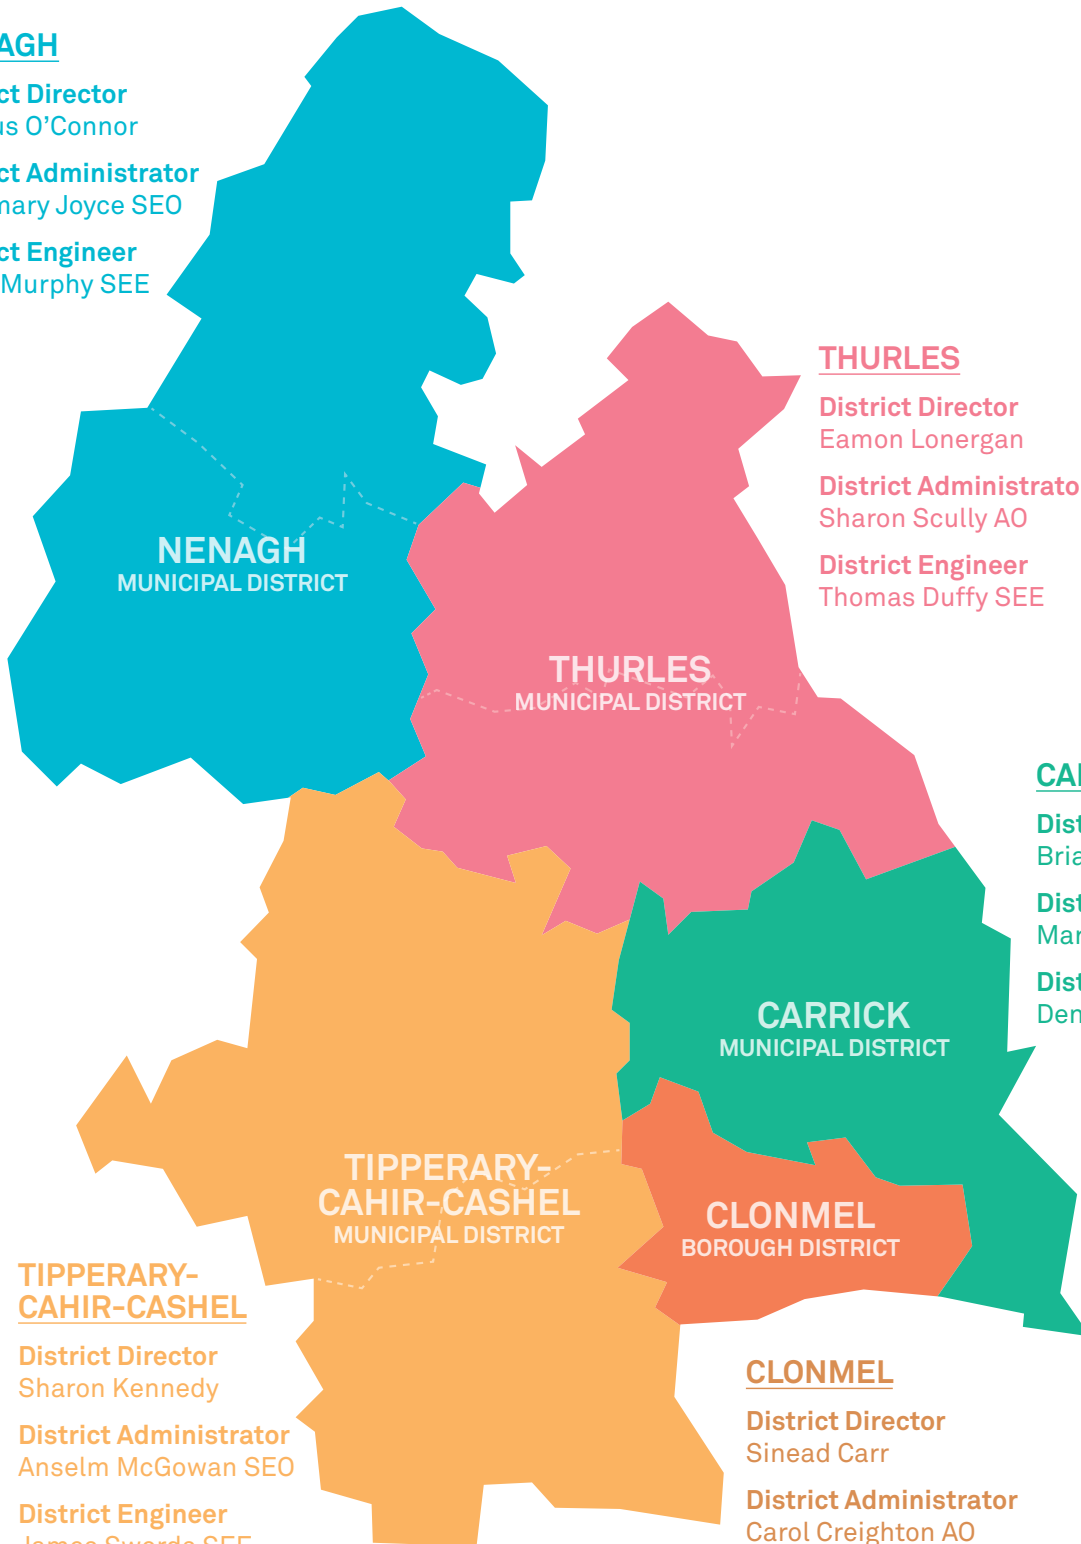 AGH
ct Director
us O'Connor
ct Administrator
mary Joyce SEO
ct Engineer
Murphy SEE
THURLES
District Director
Eamon Lonergan
District Administrato
Sharon Scully AO
District Engineer
Thomas Duffy SEE
NENAGH
MUNICIPAL DISTRICT
THURLES
MUNICIPAL DISTRICT
CA
Dist
Bria
Dist
Mar
Dist
Den
CARRICK
MUNICIPAL DISTRICT
TIPPERARY-
CAHIR-CASHEL
MUNICIPAL DISTRICT
CLONMEL
BOROUGH DISTRICT
TIPPERARY-
CAHIR-CASHEL
District Director
Sharon Kennedy
District Administrator
Anselm McGowan SEO
District Engineer
James Swords SEE
CLONMEL
District Director
Sinead Carr
District Administrator
Carol Creighton AO